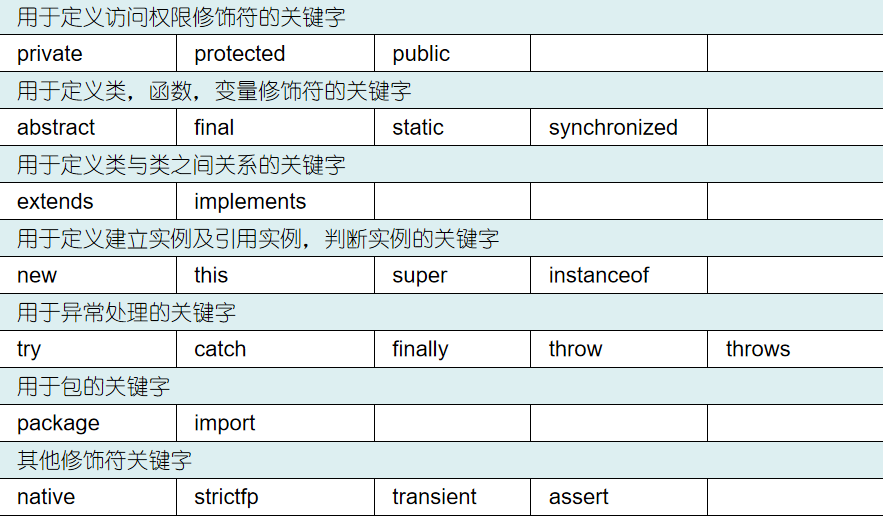 用于定义访问权限修饰符的关键字
private protected public
用于定义类，函数，变量修饰符的关键字
abstract final static synchronized
用于定义类与类之间关系的关键字
extends implements
用于定义建立实例及引用实例，判断实例的关键字
new this super instanceof
用于异常处理的关键字
try catch finally throw throws
用于包的关键字
package import
其他修饰符关键字
native strictfp transient assert